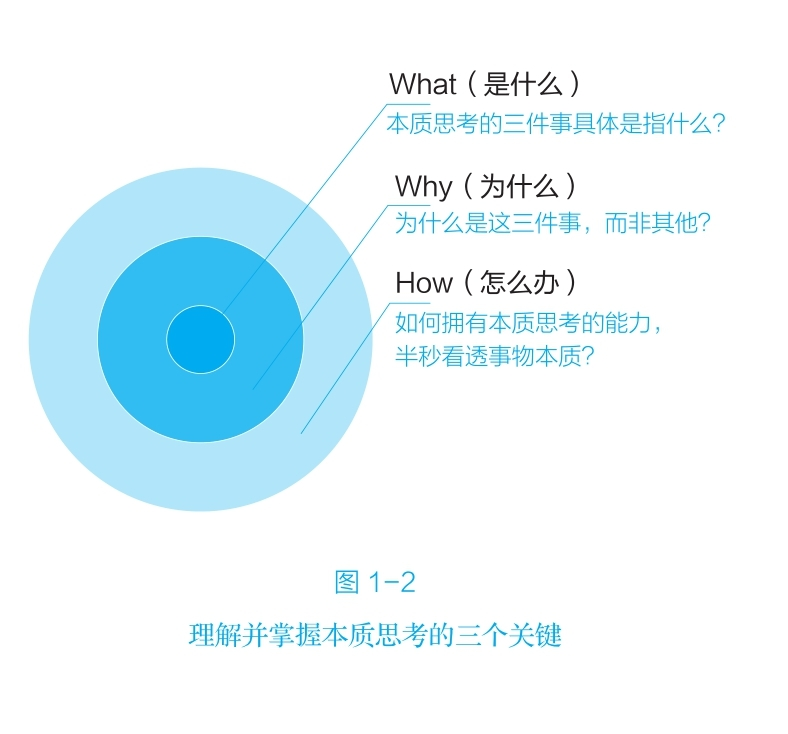 What（是什么）
本质思考的三件事具体是指什么？
Why（为什么）
为什么是这三件事，而非其他？
How（怎么办）
如何拥有本质思考的能力，
半秒看透事物本质？
图 1-2
理解并掌握本质思考的三个关键